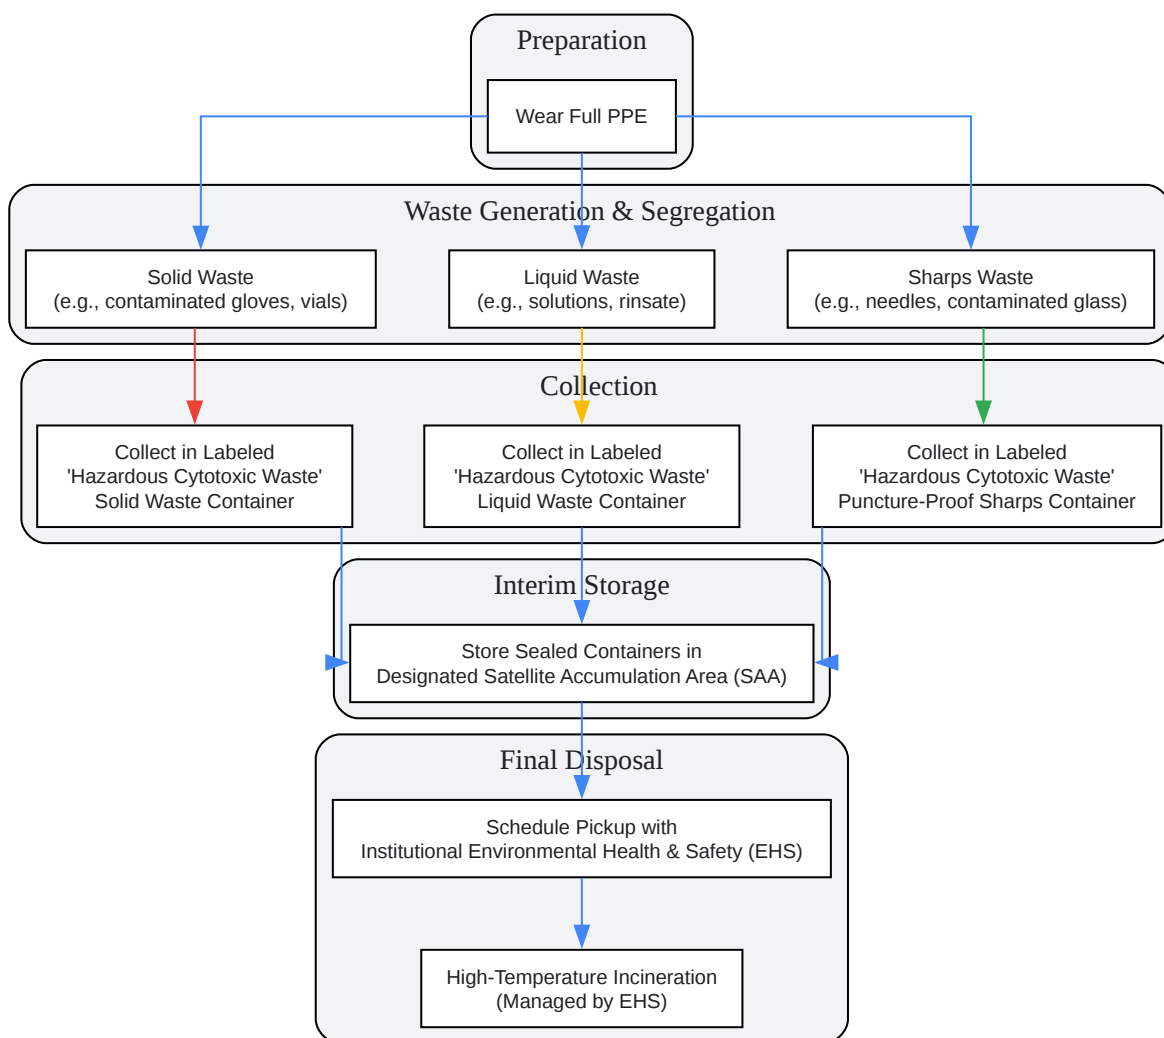 Preparation
Wear Full PPE
Waste Generation & Segregation
Solid Waste
(e.g., contaminated gloves, vials)
Liquid Waste
(e.g., solutions, rinsate)
Sharps Waste
(e.g., needles, contaminated glass)
Collection
Collect in Labeled
'Hazardous Cytotoxic Waste'
Solid Waste Container
Collect in Labeled
'Hazardous Cytotoxic Waste'
Liquid Waste Container
Collect in Labeled
'Hazardous Cytotoxic Waste'
Puncture-Proof Sharps Container
Interim Storage
Store Sealed Containers in
Designated Satellite Accumulation Area (SAA)
Final Disposal
Schedule Pickup with
Institutional Environmental Health & Safety (EHS)
High-Temperature Incineration
(Managed by EHS)